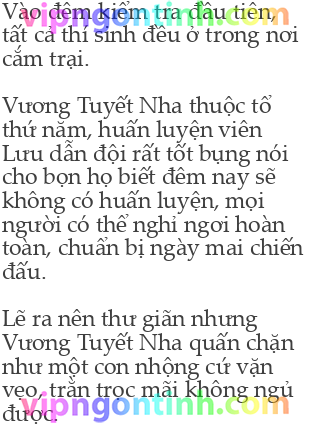 Vào đêm kiểm tra đầu tiên,
tất cả thí sinh đều ở trong nơi
cắm trại.
Vương Tuyết Nha thuộc tổ
thứ năm, huấn luyện viên
Lưu dẫn đội rất tốt bụng nói
cho bọn họ biết đêm nay sẽ
không có huấn luyện, mọi
người có thể nghỉ ngơi hoàn
toàn, chuẩn bị ngày mai chiến
đấu.
Lẽ ra nên thư giãn nhưng
Vương Tuyết Nha quấn chặn
như một con nhộng cứ vặn
vẹo, trằn trọc mãi không ngủ
được.
vipngontinh.com
vipngontinh.com